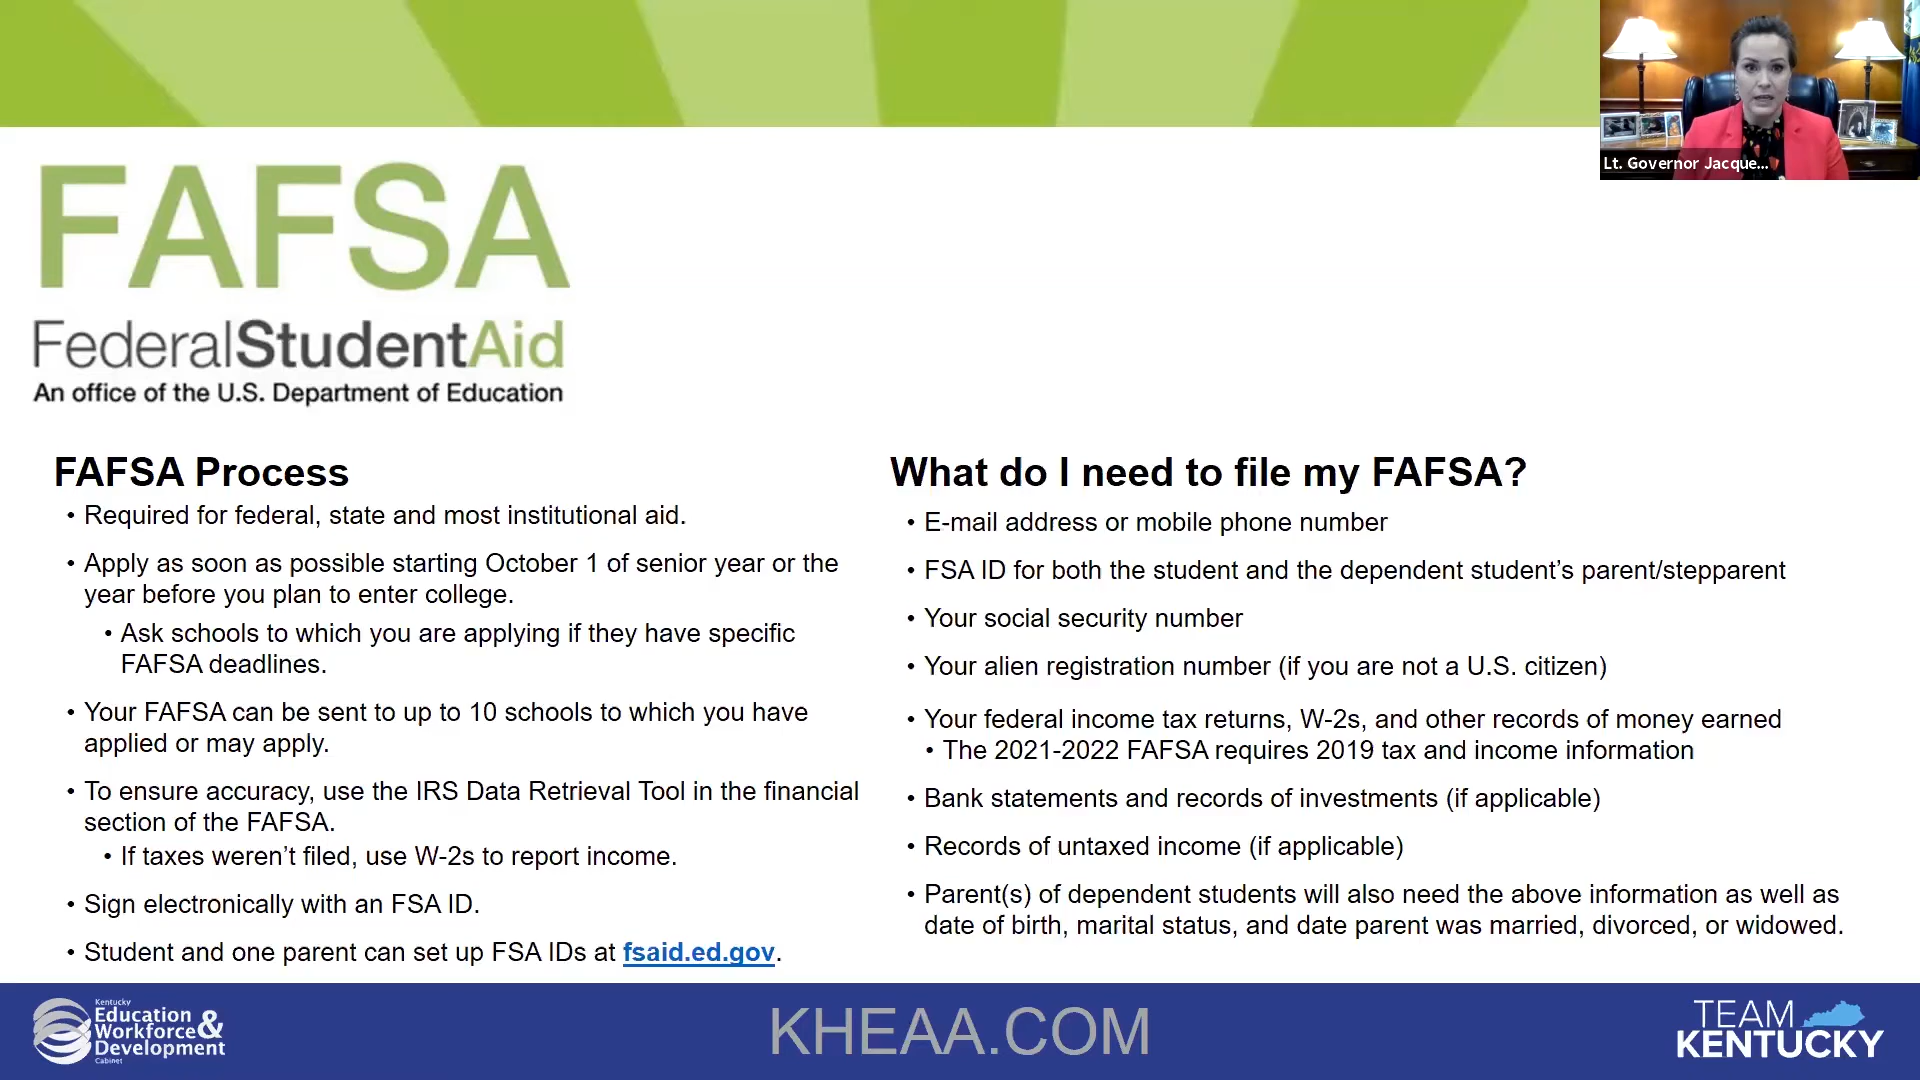 Lt. Governor Jacque...
FAFSA
FederalStudentAid
An office of the U.S. Department of Education
FAFSA Process
• Required for federal, state and most institutional aid.
• Apply as soon as possible starting October 1 of senior year or the
year before you plan to enter college.
• Ask schools to which you are applying if they have specific
FAFSA deadlines.
• Your FAFSA can be sent to up to 10 schools to which you have
applied or may apply.
• To ensure accuracy, use the IRS Data Retrieval Tool in the financial
section of the FAFSA.
• If taxes weren’t filed, use W-2s to report income.
• Sign electronically with an FSA ID.
• Student and one parent can set up FSA IDs at fsaid.ed.gov.
What do I need to file my FAFSA?
• E-mail address or mobile phone number
• FSA ID for both the student and the dependent student’s parent/stepparent
• Your social security number
• Your alien registration number (if you are not a U.S. citizen)
• Your federal income tax returns, W-2s, and other records of money earned
• The 2021-2022 FAFSA requires 2019 tax and income information
• Bank statements and records of investments (if applicable)
• Records of untaxed income (if applicable)
• Parent(s) of dependent students will also need the above information as well as
date of birth, marital status, and date parent was married, divorced, or widowed.
Kentucky
Education
Workforce &
Development
Cabinet
KHEAA.COM
TEAM
KENTUCKY